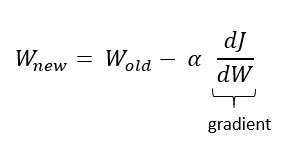 W_new = W_old − α dJ/dW
gradient